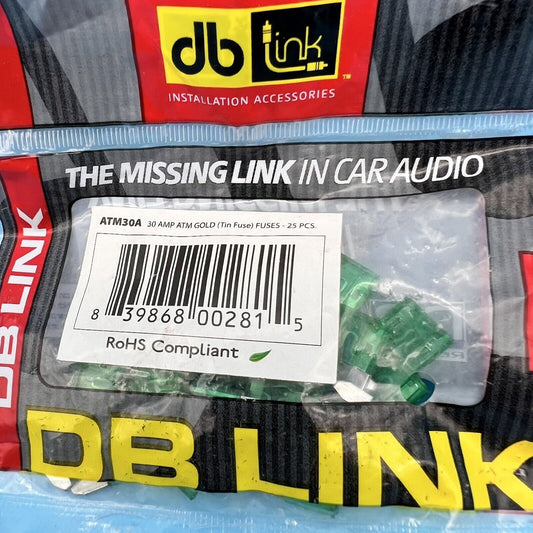 db Link™
INSTALLATION ACCESSORIES
THE MISSING LINK IN CAR AUDIO
DB LINK
ATM30A 30 AMP ATM GOLD (Tin Fuse) FUSES - 25 PCS.
8 39868 00281 5
RoHS Compliant
DB LINK